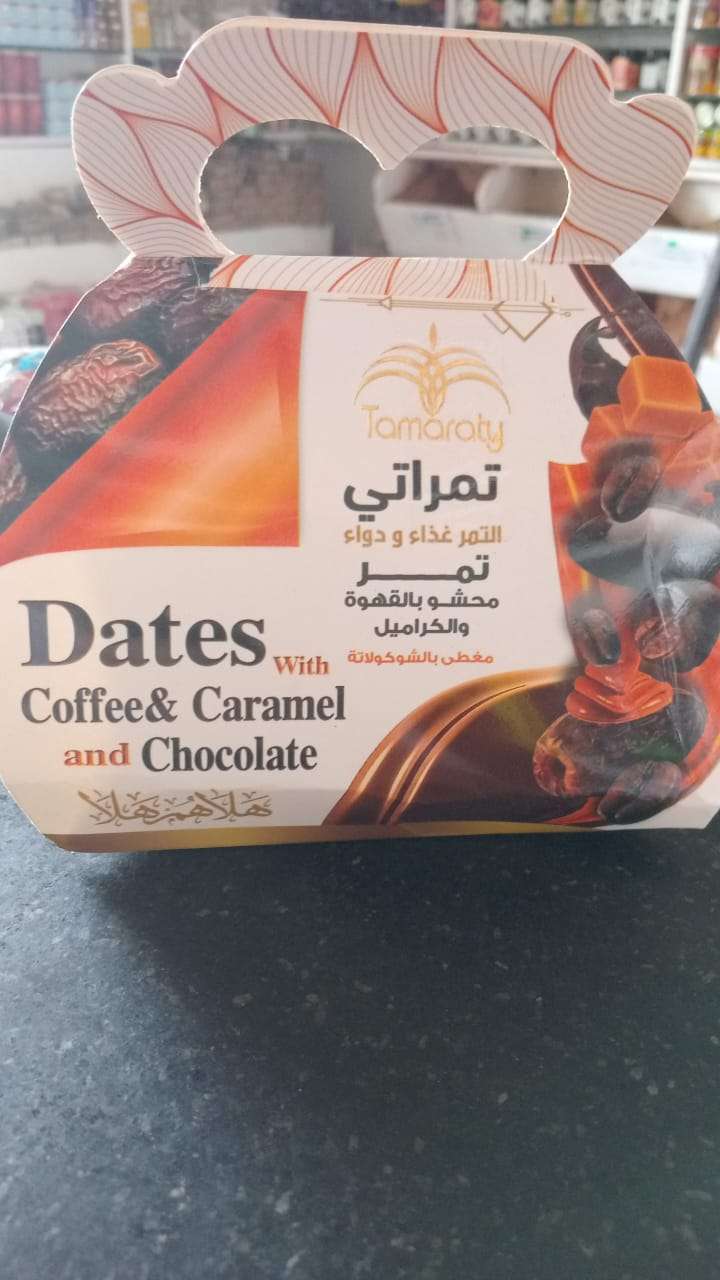 Tamaraty
تمراتي
التمر غذاء و دواء
تمر
محشو بالقهوة
والكراميل
مغطى بالشوكولاتة
Dates With
Coffee& Caramel
and Chocolate
هلا هم هلا